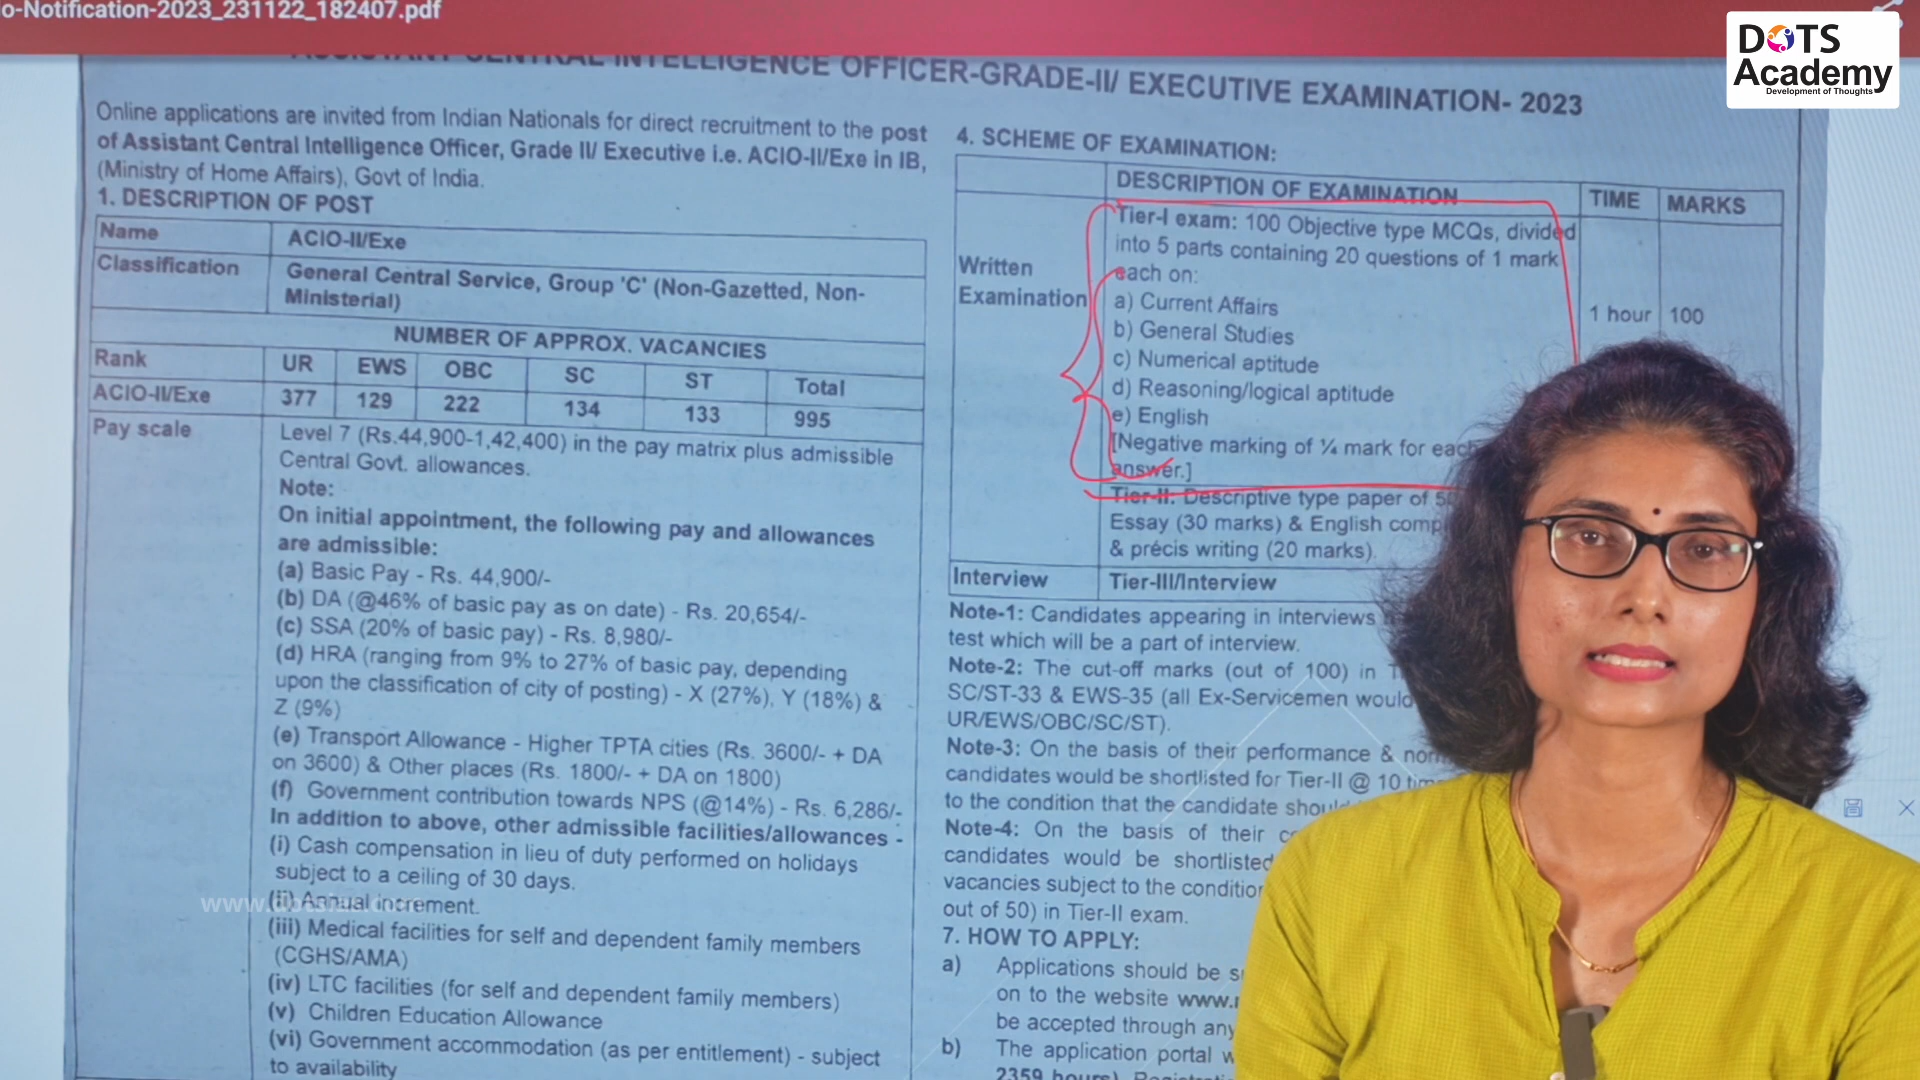 o-Notification-2023_231122_182407.pdf
DOTS
Academy
Development of Thoughts
ASSISTANT CENTRAL INTELLIGENCE OFFICER-GRADE-II/ EXECUTIVE EXAMINATION- 2023
Online applications are invited from Indian Nationals for direct recruitment to the post
of Assistant Central Intelligence Officer, Grade II/ Executive i.e. ACIO-II/Exe in IB,
(Ministry of Home Affairs), Govt of India.
1. DESCRIPTION OF POST
Name ACIO-II/Exe
Classification General Central Service, Group 'C' (Non-Gazetted, Non-
Ministerial)
NUMBER OF APPROX. VACANCIES
Rank UR EWS OBC SC ST Total
ACIO-II/Exe 377 129 222 134 133 995
Pay scale Level 7 (Rs.44,900-1,42,400) in the pay matrix plus admissible
Central Govt. allowances.
Note:
On initial appointment, the following pay and allowances
are admissible:
(a) Basic Pay - Rs. 44,900/-
(b) DA (@46% of basic pay as on date) - Rs. 20,654/-
(c) SSA (20% of basic pay) - Rs. 8,980/-
(d) HRA (ranging from 9% to 27% of basic pay, depending
upon the classification of city of posting) - X (27%), Y (18%) &
Z (9%)
(e) Transport Allowance - Higher TPTA cities (Rs. 3600/- + DA
on 3600) & Other places (Rs. 1800/- + DA on 1800)
(f) Government contribution towards NPS (@14%) - Rs. 6,286/-
In addition to above, other admissible facilities/allowances -
(i) Cash compensation in lieu of duty performed on holidays
subject to a ceiling of 30 days.
(ii) Annual increment.
(iii) Medical facilities for self and dependent family members
(CGHS/AMA)
(iv) LTC facilities (for self and dependent family members)
(v) Children Education Allowance
(vi) Government accommodation (as per entitlement) - subject
to availability
4. SCHEME OF EXAMINATION:
DESCRIPTION OF EXAMINATION TIME MARKS
Written
Examination
Tier-I exam: 100 Objective type MCQs, divided
into 5 parts containing 20 questions of 1 mark
each on:
a) Current Affairs
b) General Studies
c) Numerical aptitude
d) Reasoning/logical aptitude
e) English
[Negative marking of ¼ mark for each
answer.]
1 hour 100
Tier-II: Descriptive type paper of 50
Essay (30 marks) & English comp
& précis writing (20 marks).
Interview Tier-III/Interview
Note-1: Candidates appearing in interviews
test which will be a part of interview.
Note-2: The cut-off marks (out of 100) in
SC/ST-33 & EWS-35 (all Ex-Servicemen would
UR/EWS/OBC/SC/ST).
Note-3: On the basis of their performance &
candidates would be shortlisted for Tier-II @ 10
to the condition that the candidate
Note-4: On the basis of their
candidates would be shortlisted
vacancies subject to the condition
out of 50) in Tier-II exam.
7. HOW TO APPLY:
a) Applications should be
on to the website www.
be accepted through any
b) The application portal
2359 hours).